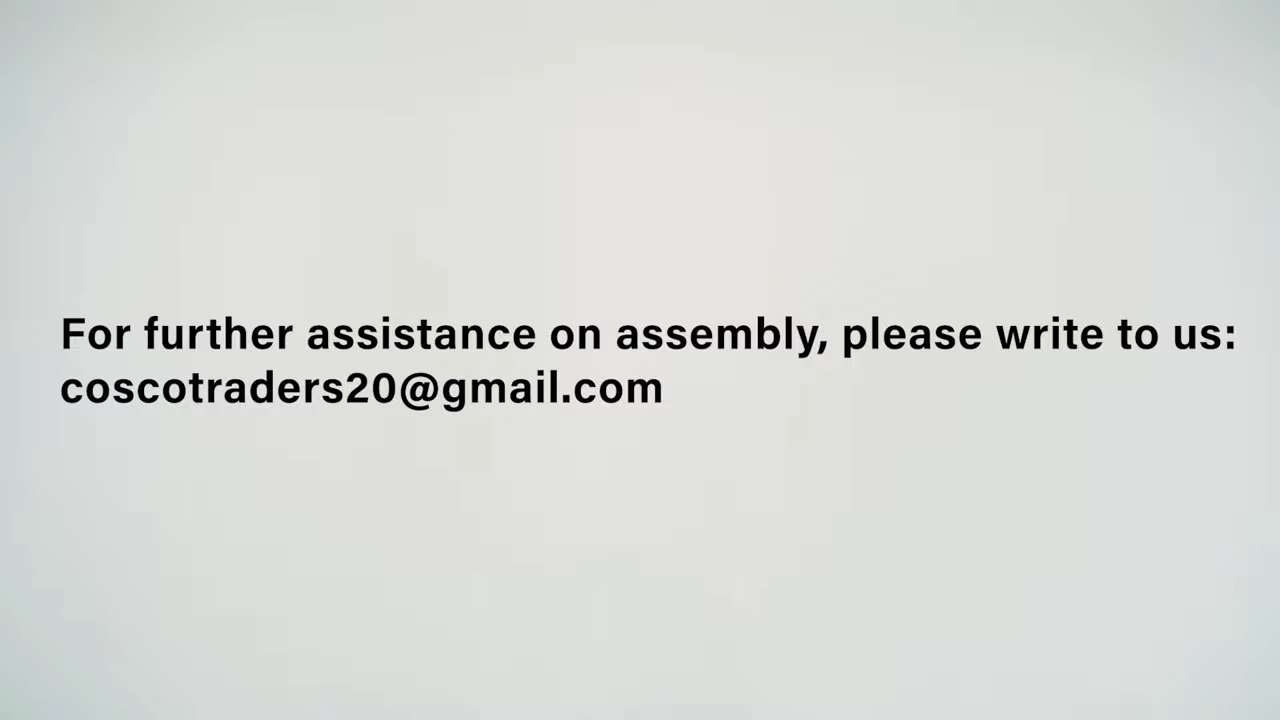 For further assistance on assembly, please write to us:
coscotraders20@gmail.com